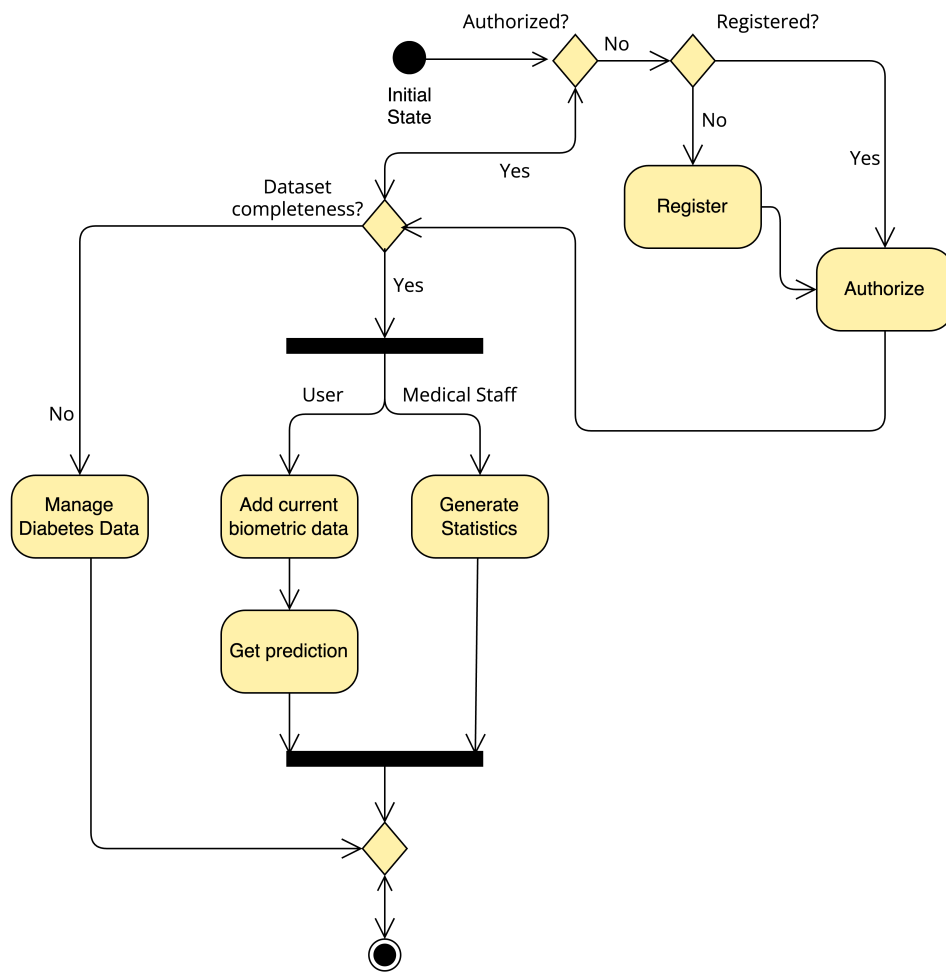 Authorized?
Registered?
No
Initial
State
No
Yes
Yes
Dataset
completeness?
Register
Authorize
Yes
User
Medical Staff
No
Manage
Diabetes Data
Add current
biometric data
Generate
Statistics
Get prediction